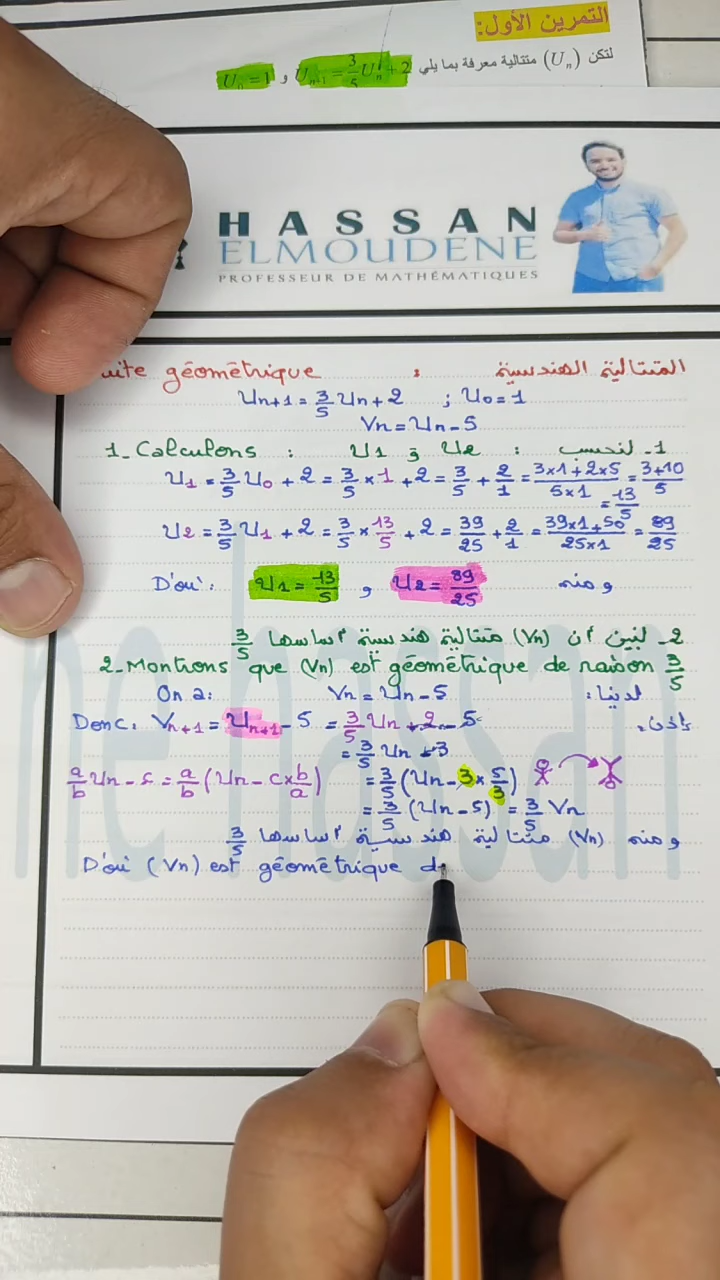 التمرين الأول:
لتكن (Uₙ) متتالية معرفة بما يلي Uₙ₊₁ = 3/5 Uₙ + 2 و U₀ = 1
HASSAN
ELMOUDENE
PROFESSEUR DE MATHÉMATIQUES
uite géométrique : المتتالية الهندسية
Un+1 = 3/5 Un + 2 ; U0 = 1
Vn = Un - 5
1- Calculons : U1 و U2 : 1- لنحسب
U1 = 3/5 U0 + 2 = 3/5 × 1 + 2 = 3/5 + 2/1 = (3×1+2×5)/(5×1) = (3+10)/5
= 13/5
U2 = 3/5 U1 + 2 = 3/5 × 13/5 + 2 = 39/25 + 2/1 = (39×1+50)/(25×1) = 89/25
D'où : U1 = 13/5 و U2 = 89/25 ومنه
2- لنبين أن (Vn) متتالية هندسية أساسها 3/5
2- Montrons que (Vn) est géométrique de raison 3/5
On a : Vn = Un - 5 لدينا :
Donc : Vn+1 = Un+1 - 5 = 3/5 Un + 2 - 5 إذن :
= 3/5 Un - 3
a/b Un - c = a/b (Un - c × b/a) = 3/5 (Un - 3 × 5/3)
= 3/5 (Un - 5) = 3/5 Vn
ومنه (Vn) متتالية هندسية أساسها 3/5
D'où (Vn) est géométrique d
ne hassan